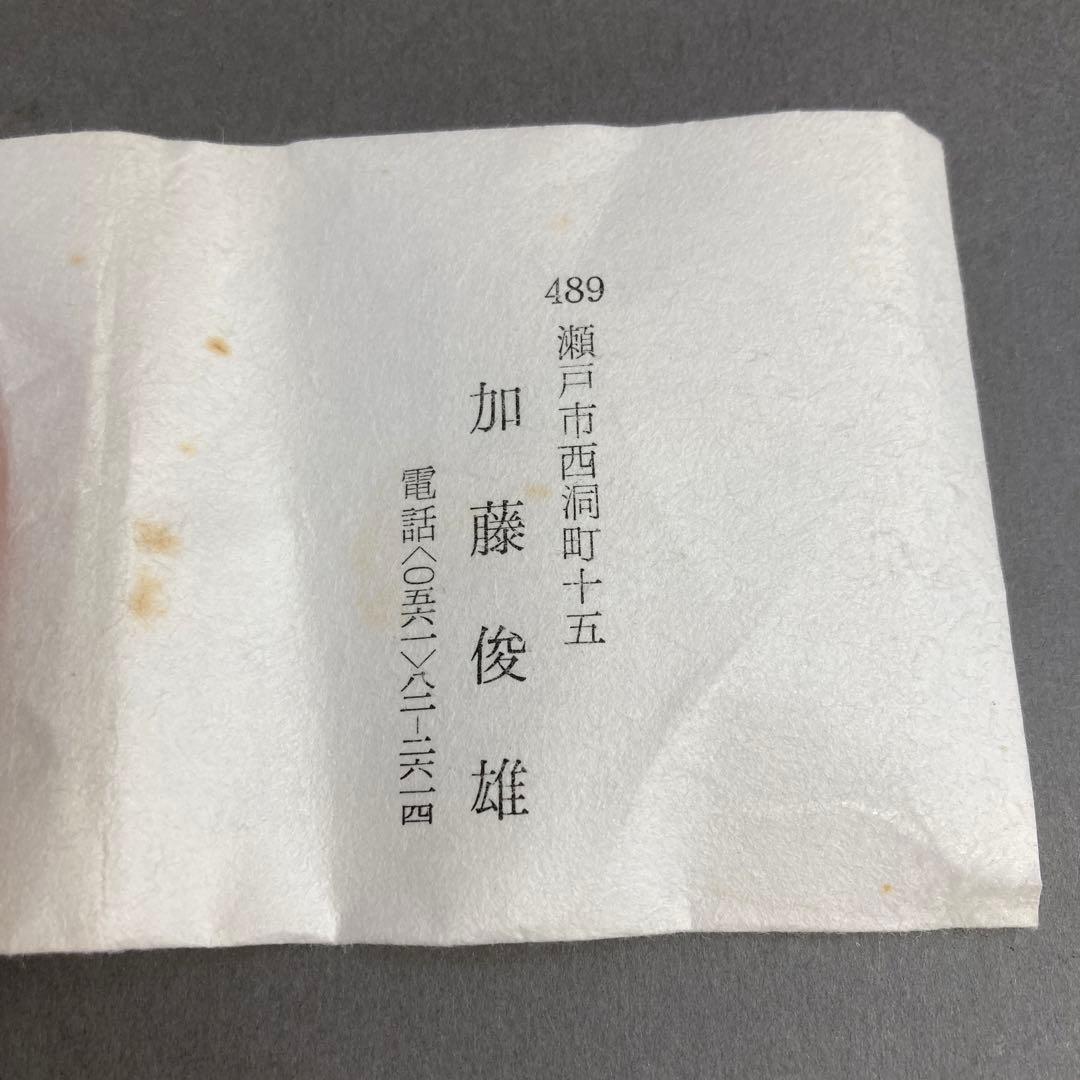 489
瀬戸市西洞町十五
加藤俊雄
電話〈〇五六一〉八二-二六一四